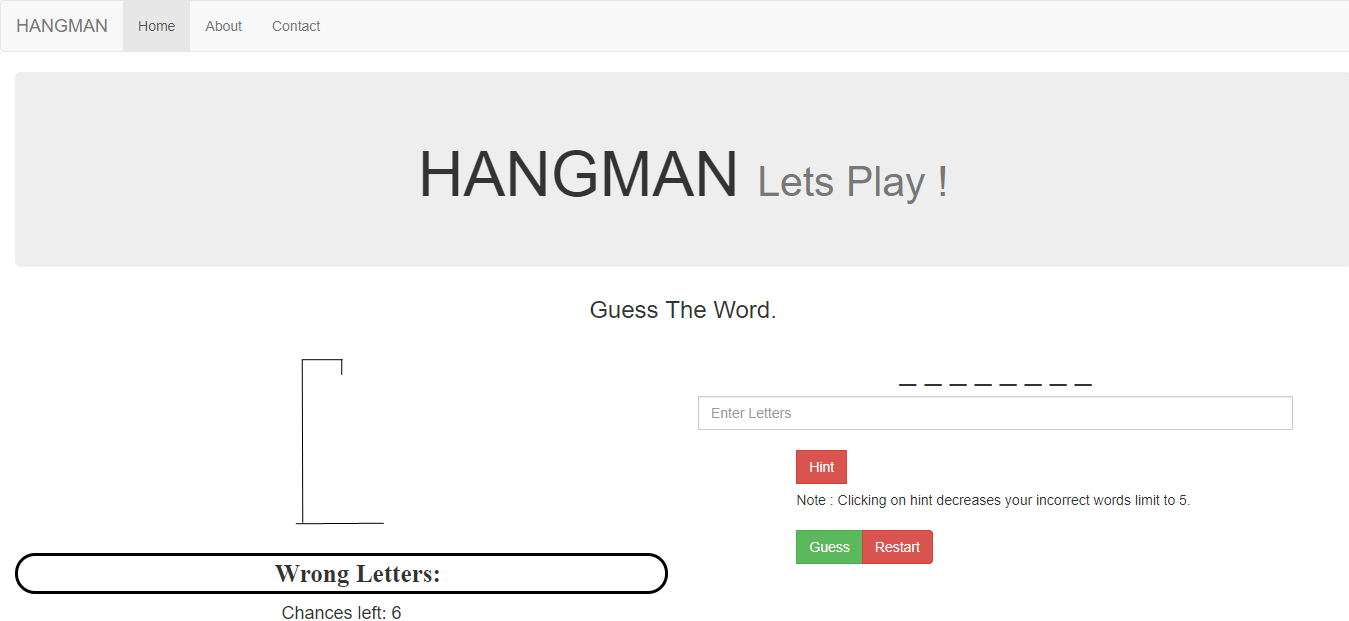 HANGMAN Home About Contact
HANGMAN Lets Play !
Guess The Word.
_ _ _ _ _ _ _ _
Enter Letters
Hint
Note : Clicking on hint decreases your incorrect words limit to 5.
Guess Restart
Wrong Letters:
Chances left: 6